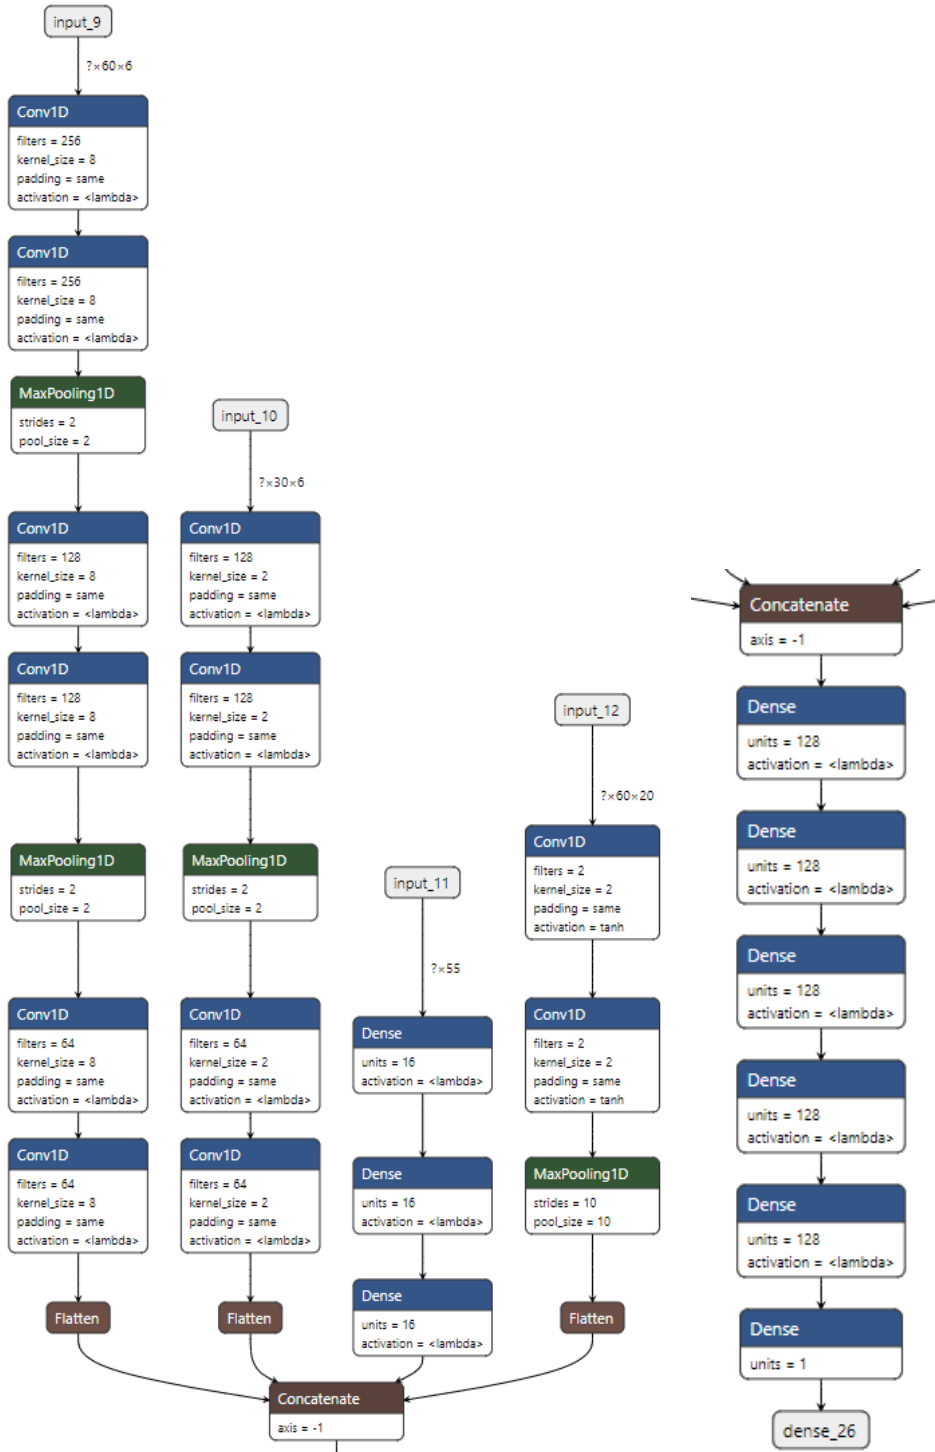 input_9
?×60×6
Conv1D
filters = 256
kernel_size = 8
padding = same
activation = <lambda>
Conv1D
filters = 256
kernel_size = 8
padding = same
activation = <lambda>
MaxPooling1D
strides = 2
pool_size = 2
Conv1D
filters = 128
kernel_size = 8
padding = same
activation = <lambda>
Conv1D
filters = 128
kernel_size = 8
padding = same
activation = <lambda>
MaxPooling1D
strides = 2
pool_size = 2
Conv1D
filters = 64
kernel_size = 8
padding = same
activation = <lambda>
Conv1D
filters = 64
kernel_size = 8
padding = same
activation = <lambda>
Flatten
input_10
?×30×6
Conv1D
filters = 128
kernel_size = 2
padding = same
activation = <lambda>
Conv1D
filters = 128
kernel_size = 2
padding = same
activation = <lambda>
MaxPooling1D
strides = 2
pool_size = 2
Conv1D
filters = 64
kernel_size = 2
padding = same
activation = <lambda>
Conv1D
filters = 64
kernel_size = 2
padding = same
activation = <lambda>
Flatten
input_11
?×55
Dense
units = 16
activation = <lambda>
Dense
units = 16
activation = <lambda>
Dense
units = 16
activation = <lambda>
input_12
?×60×20
Conv1D
filters = 2
kernel_size = 2
padding = same
activation = tanh
Conv1D
filters = 2
kernel_size = 2
padding = same
activation = tanh
MaxPooling1D
strides = 10
pool_size = 10
Flatten
Concatenate
axis = -1
Concatenate
axis = -1
Dense
units = 128
activation = <lambda>
Dense
units = 128
activation = <lambda>
Dense
units = 128
activation = <lambda>
Dense
units = 128
activation = <lambda>
Dense
units = 128
activation = <lambda>
Dense
units = 1
dense_26